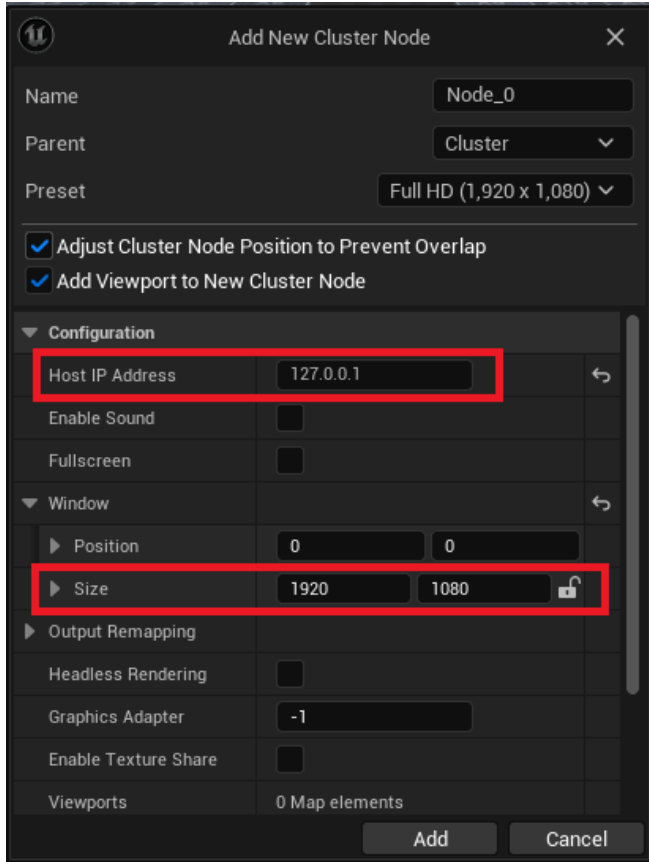 Add New Cluster Node
Name Node_0
Parent Cluster
Preset Full HD (1,920 x 1,080)
Adjust Cluster Node Position to Prevent Overlap
Add Viewport to New Cluster Node
Configuration
Host IP Address 127.0.0.1
Enable Sound
Fullscreen
Window
Position 0 0
Size 1920 1080
Output Remapping
Headless Rendering
Graphics Adapter -1
Enable Texture Share
Viewports 0 Map elements
Add Cancel